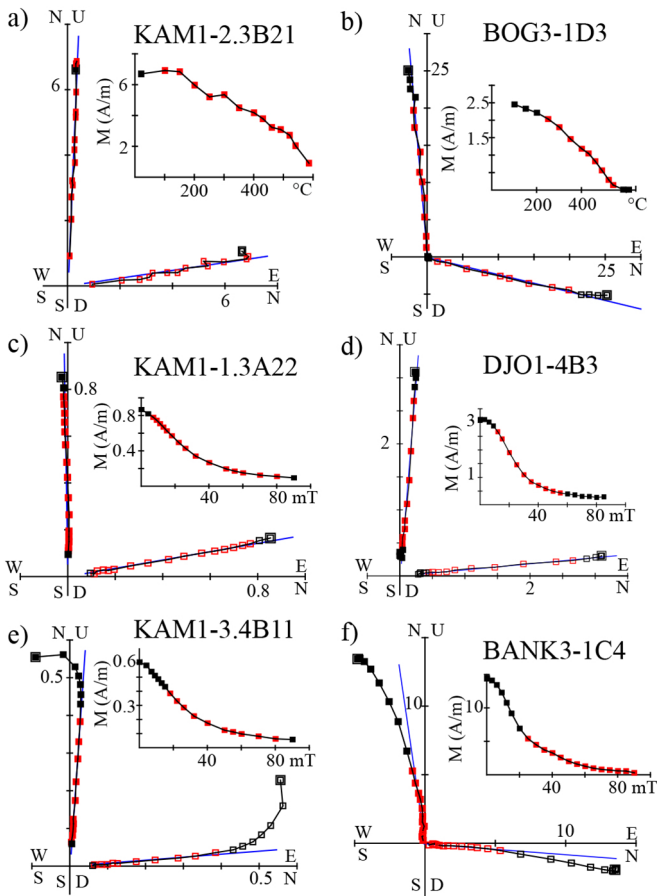 a) KAM1-2.3B21
N U
6
M (A/m)
6
4
2
200 400 °C
W E
S 6 N
S D
b) BOG3-1D3
N U
25
M (A/m)
2.5
1.5
200 400 °C
W E
S 25 N
S D
c) KAM1-1.3A22
N U
0.8
M (A/m)
0.8
0.4
40 80 mT
W E
S 0.8 N
S D
d) DJO1-4B3
N U
2
M (A/m)
3
2
1
40 80 mT
W E
S 2 N
S D
e) KAM1-3.4B11
N U
0.5
M (A/m)
0.6
0.3
40 80 mT
W E
S 0.5 N
S D
f) BANK3-1C4
N U
10
M (A/m)
10
40 80 mT
W E
S 10 N
S D